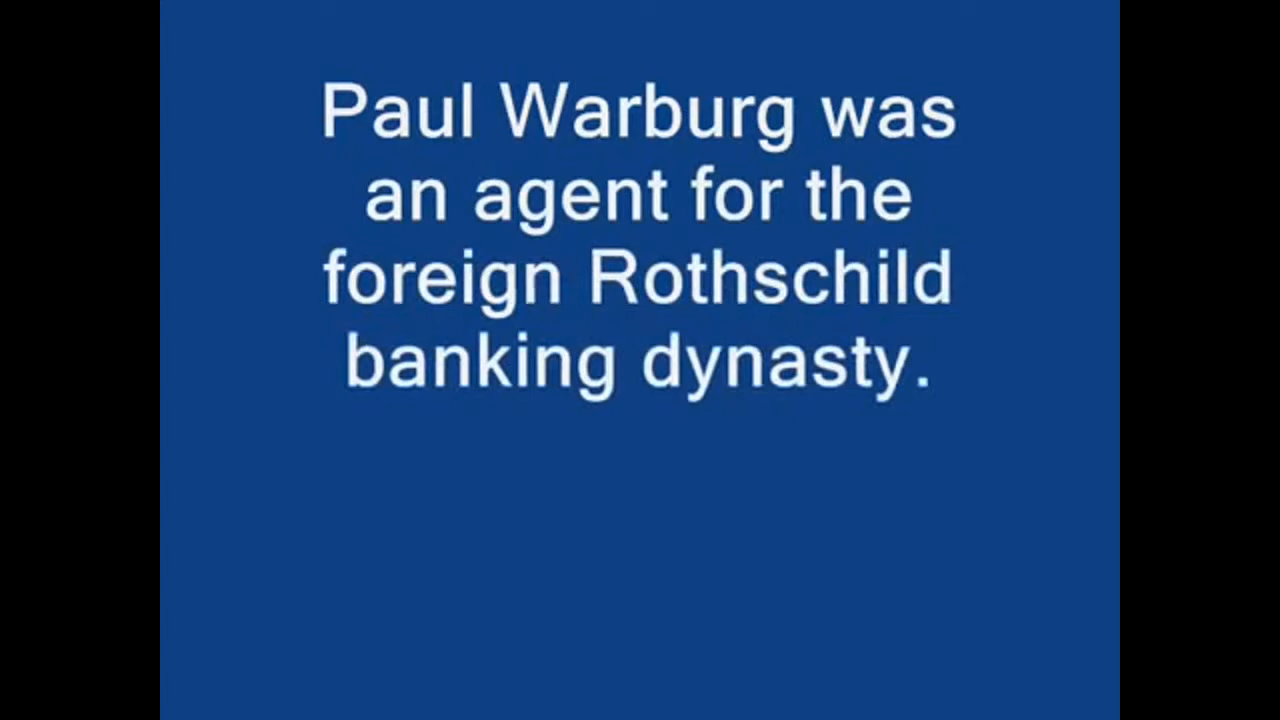 Paul Warburg was
an agent for the
foreign Rothschild
banking dynasty.